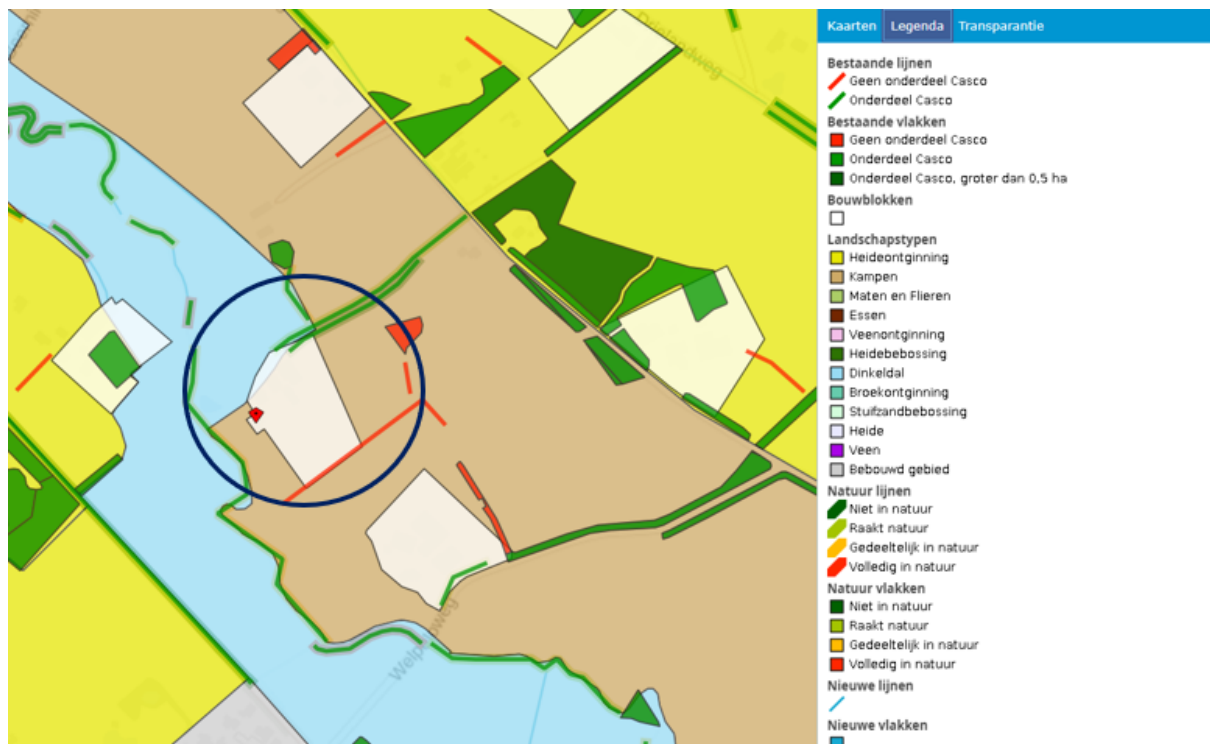 Kaarten Legenda Transparantie
Bestaande lijnen
Geen onderdeel Casco
Onderdeel Casco
Bestaande vlakken
Geen onderdeel Casco
Onderdeel Casco
Onderdeel Casco, groter dan 0,5 ha
Bouwblokken
Landschapstypen
Heideontginning
Kampen
Maten en Flieren
Essen
Veenontginning
Heidebebossing
Dinkeldal
Broekontginning
Stuifzandbebossing
Heide
Veen
Bebouwd gebied
Natuur lijnen
Niet in natuur
Raakt natuur
Gedeeltelijk in natuur
Volledig in natuur
Natuur vlakken
Niet in natuur
Raakt natuur
Gedeeltelijk in natuur
Volledig in natuur
Nieuwe lijnen
Nieuwe vlakken